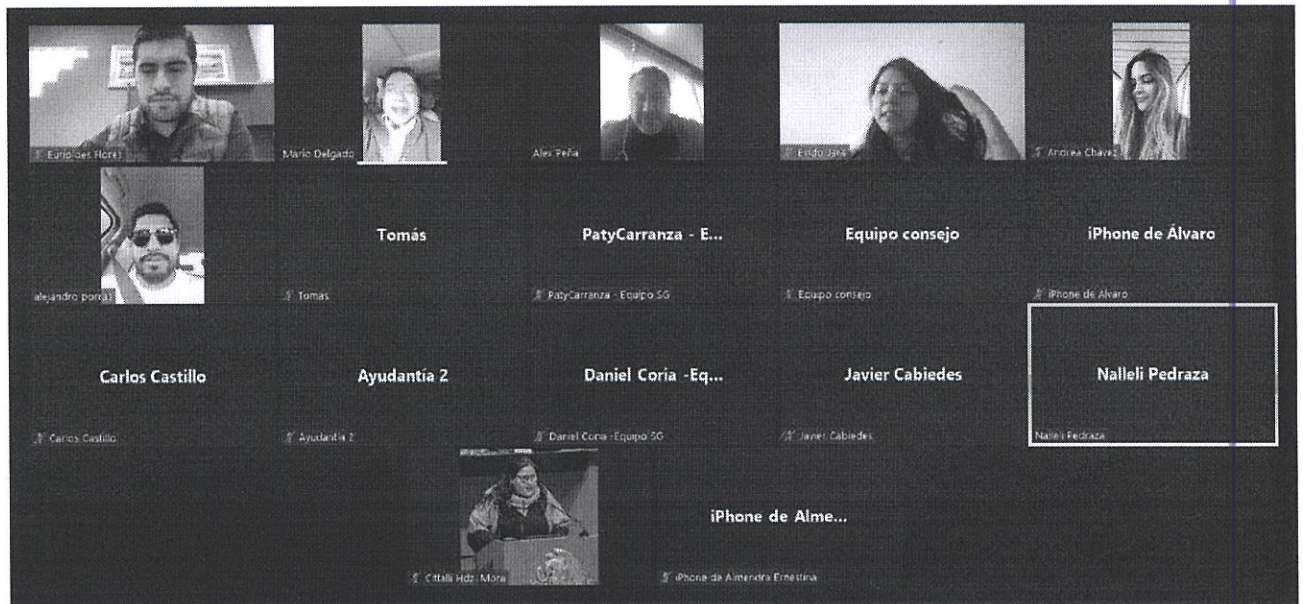 Euripides Flores
Mario Delgado
Alex Peña
Andrea Chavez
alejandro porras
Tomás
Tomás
PatyCarranza - E...
PatyCarranza - Equipo SG
Equipo consejo
Equipo consejo
iPhone de Álvaro
iPhone de Álvaro
Carlos Castillo
Carlos Castillo
Ayudantía 2
Ayudantía 2
Daniel Coria -Eq...
Daniel Coria -Equipo SG
Javier Cabiedes
Javier Cabiedes
Nalleli Pedraza
Nalleli Pedraza
Citlalli Hdz. Mora
iPhone de Alme...
iPhone de Almendra Ernestina